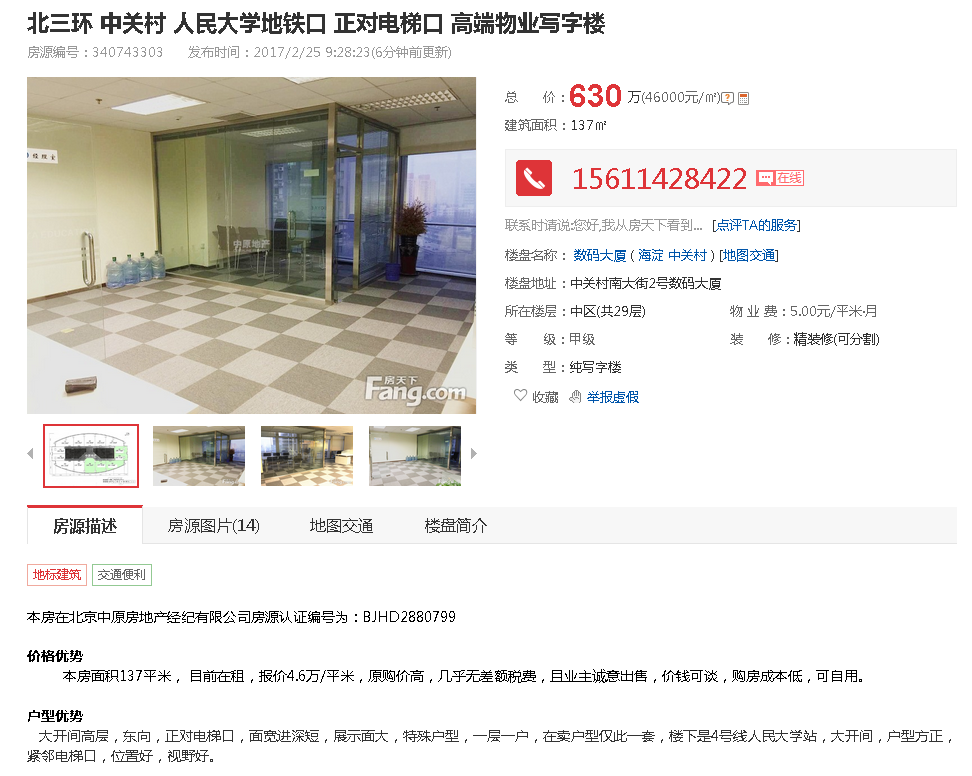 北三环 中关村 人民大学地铁口 正对电梯口 高端物业写字楼
房源编号：340743303 发布时间：2017/2/25 9:28:23(6分钟前更新)
总 价：630 万(46000元/㎡)
建筑面积：137㎡
15611428422 在线
联系时请说:您好,我从房天下看到... [点评TA的服务]
楼盘名称： 数码大厦 ( 海淀 中关村 ) [地图交通]
楼盘地址：中关村南大街2号数码大厦
所在楼层：中区(共29层) 物 业 费：5.00元/平米·月
等 级：甲级 装 修：精装修(可分割)
类 型：纯写字楼
收藏 举报虚假
中原地产
房天下
Fang.com
房源描述 房源图片(14) 地图交通 楼盘简介
地标建筑 交通便利
本房在北京中原房地产经纪有限公司房源认证编号为：BJHD2880799
价格优势
本房面积137平米， 目前在租，报价4.6万/平米，原购价高，几乎无差额税费，且业主诚意出售，价钱可谈，购房成本低，可自用。
户型优势
大开间高层，东向，正对电梯口，面宽进深短，展示面大，特殊户型，一层一户，在卖户型仅此一套，楼下是4号线人民大学站，大开间，户型方正，
紧邻电梯口，位置好，视野好。